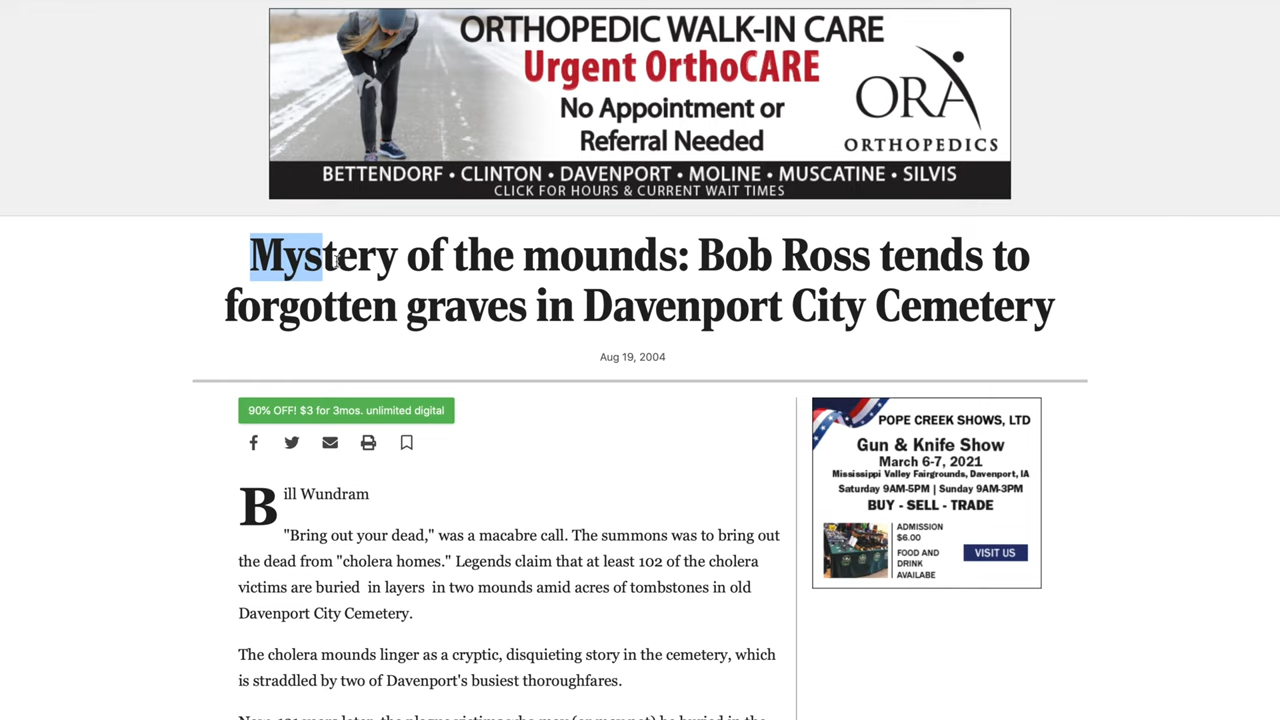 ORTHOPEDIC WALK-IN CARE
Urgent OrthoCARE
No Appointment or
Referral Needed
ORA
ORTHOPEDICS
BETTENDORF • CLINTON • DAVENPORT • MOLINE • MUSCATINE • SILVIS
CLICK FOR HOURS & CURRENT WAIT TIMES
Mystery of the mounds: Bob Ross tends to
forgotten graves in Davenport City Cemetery
Aug 19, 2004
90% OFF! $3 for 3mos. unlimited digital
Bill Wundram
"Bring out your dead," was a macabre call. The summons was to bring out
the dead from "cholera homes." Legends claim that at least 102 of the cholera
victims are buried in layers in two mounds amid acres of tombstones in old
Davenport City Cemetery.
The cholera mounds linger as a cryptic, disquieting story in the cemetery, which
is straddled by two of Davenport's busiest thoroughfares.
POPE CREEK SHOWS, LTD
Gun & Knife Show
March 6-7, 2021
Mississippi Valley Fairgrounds, Davenport, IA
Saturday 9AM-5PM | Sunday 9AM-3PM
BUY - SELL - TRADE
ADMISSION
$6.00
FOOD AND
DRINK
AVAILABE
VISIT US